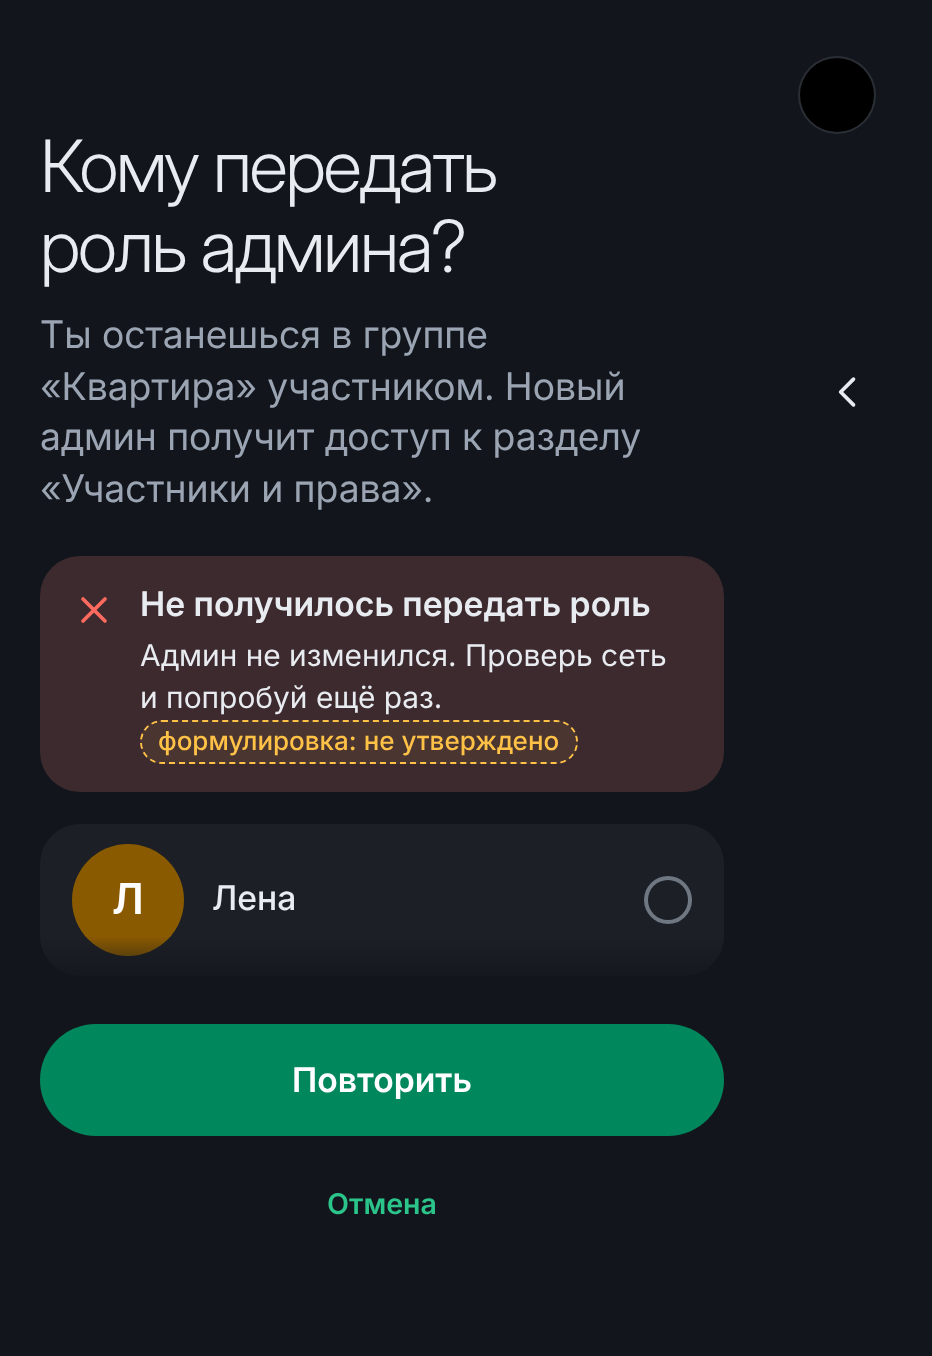 Кому передать
роль админа?
Ты останешься в группе
«Квартира» участником. Новый
админ получит доступ к разделу
«Участники и права».
Не получилось передать роль
Админ не изменился. Проверь сеть
и попробуй ещё раз.
формулировка: не утверждено
Л
Лена
Повторить
Отмена